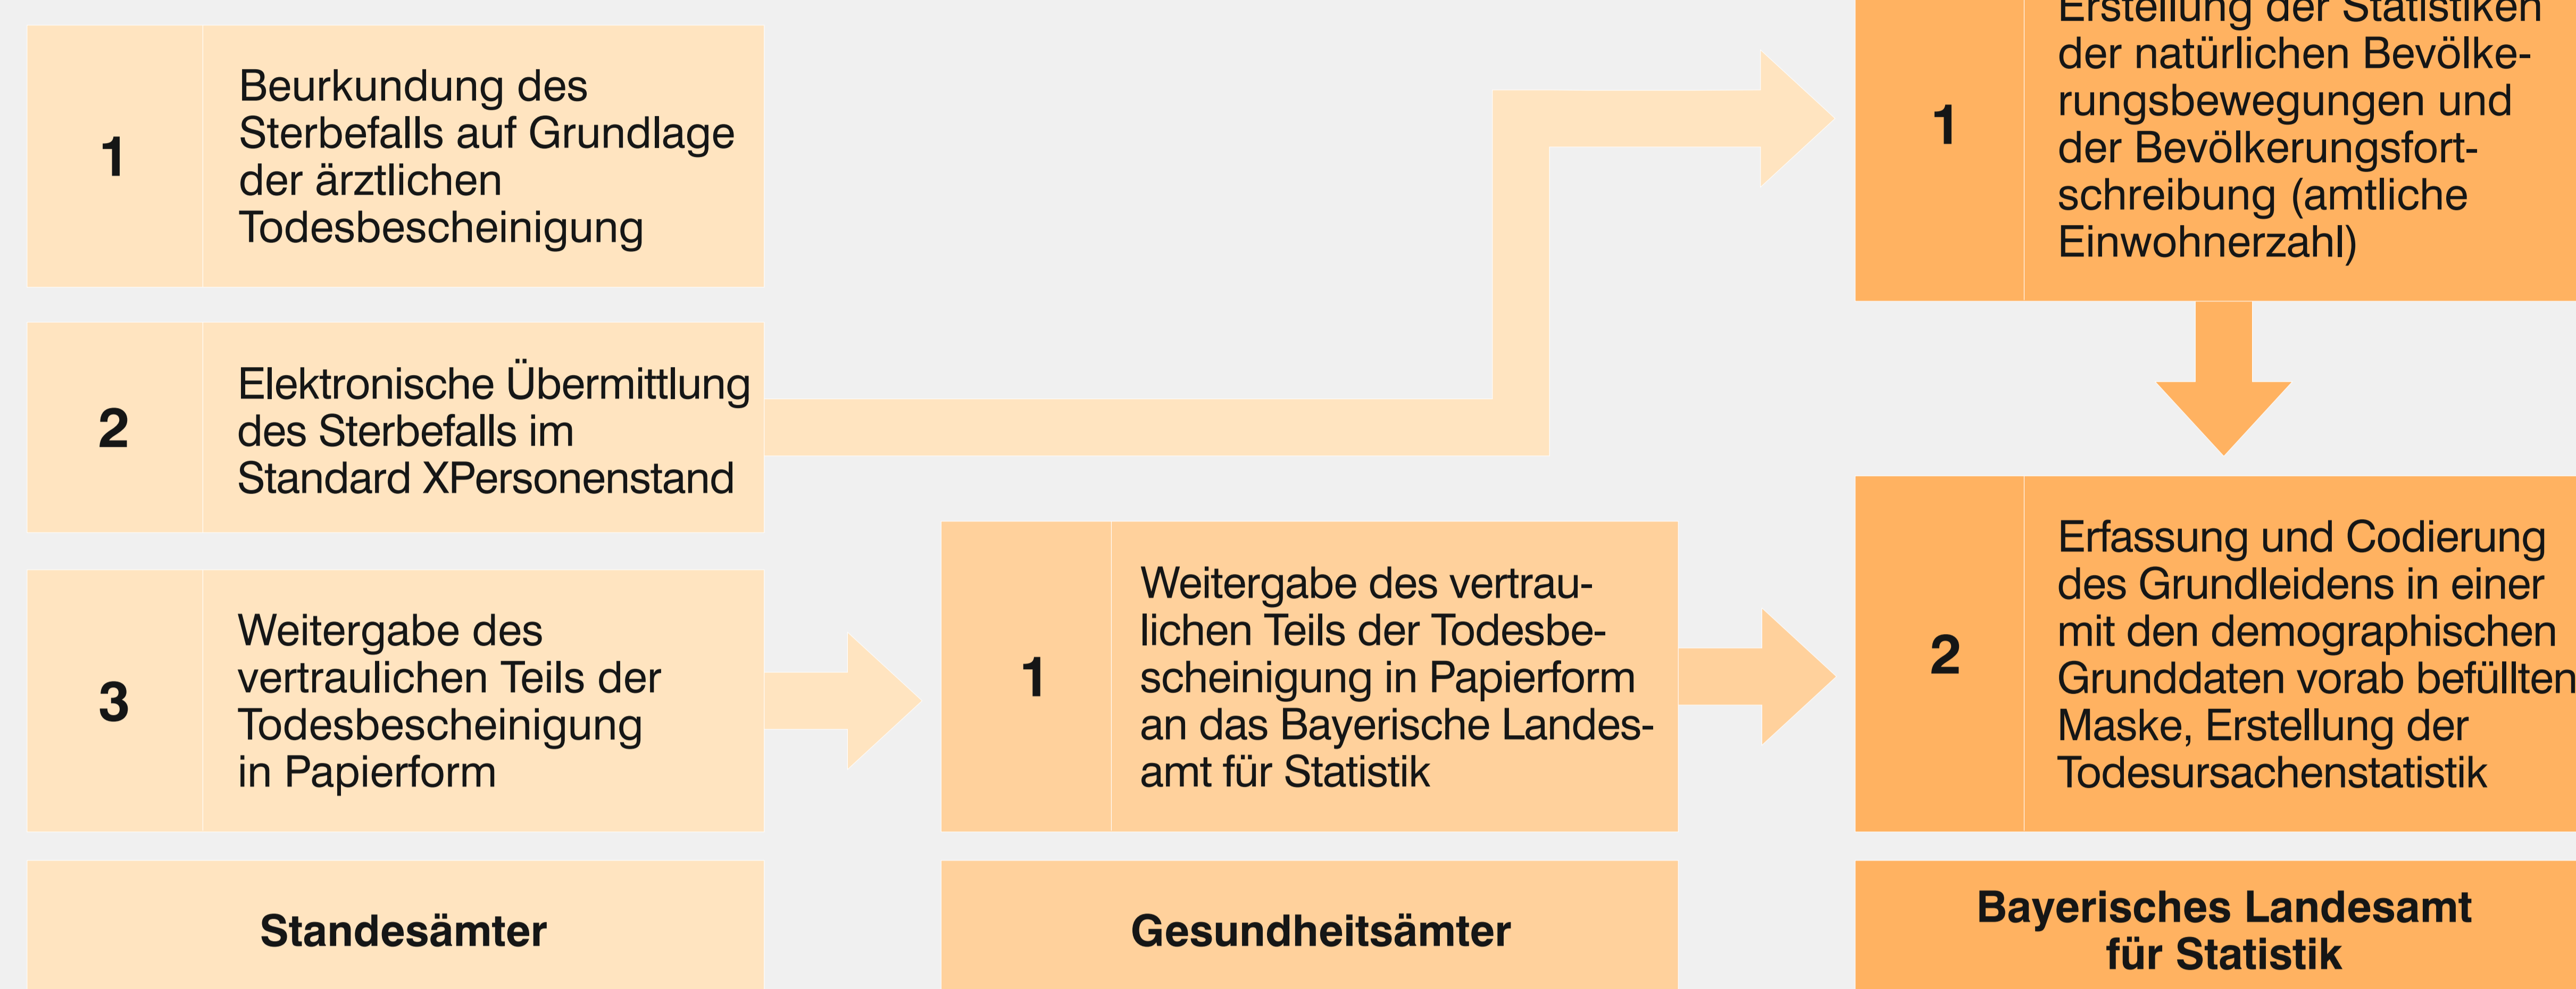 1
Beurkundung des
Sterbefalls auf Grundlage
der ärztlichen
Todesbescheinigung
2
Elektronische Übermittlung
des Sterbefalls im
Standard XPersonenstand
3
Weitergabe des
vertraulichen Teils der
Todesbescheinigung
in Papierform
Standesämter
1
Weitergabe des vertrau-
lichen Teils der Todesbe-
scheinigung in Papierform
an das Bayerische Landes-
amt für Statistik
Gesundheitsämter
1
Erstellung der Statistiken
der natürlichen Bevölke-
rungsbewegungen und
der Bevölkerungsfort-
schreibung (amtliche
Einwohnerzahl)
2
Erfassung und Codierung
des Grundleidens in einer
mit den demographischen
Grunddaten vorab befüllten
Maske, Erstellung der
Todesursachenstatistik
Bayerisches Landesamt
für Statistik